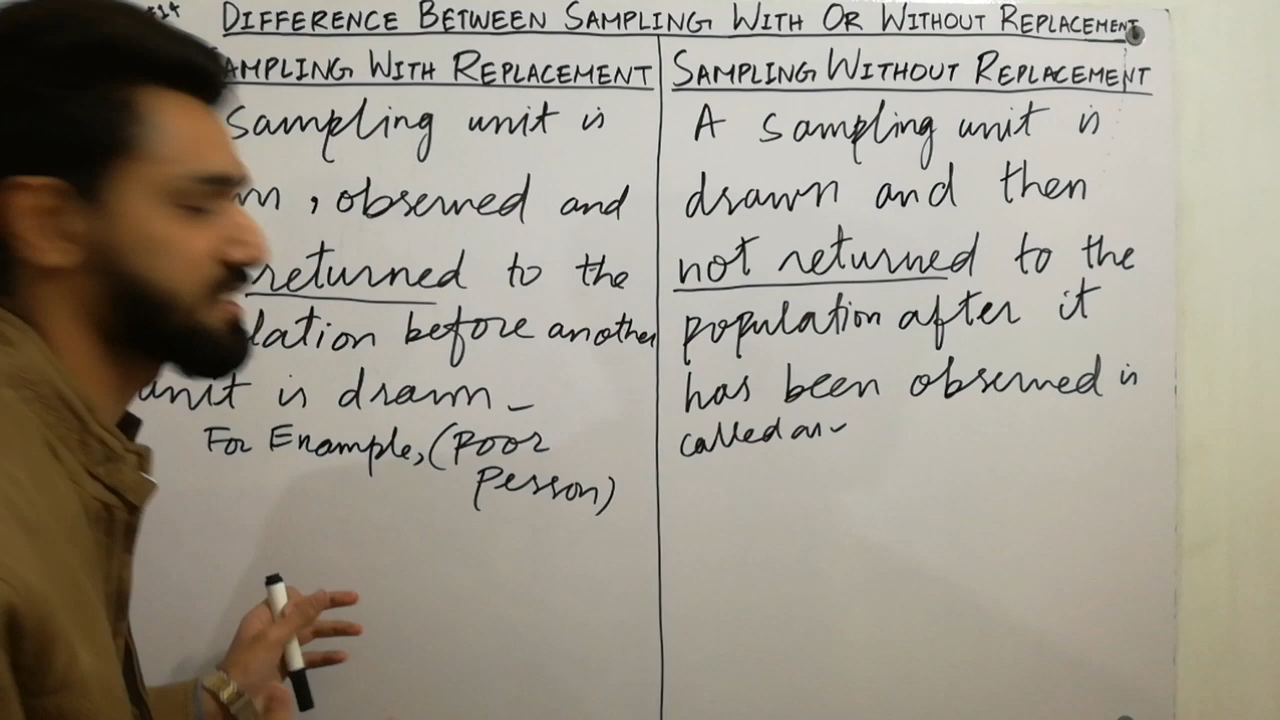 DIFFERENCE BETWEEN SAMPLING WITH OR WITHOUT REPLACEMENT
SAMPLING WITH REPLACEMENT
Sampling unit is
observed and
returned to the
lation before another
unit is drawn -
For Example, (Poor
Person)
SAMPLING WITHOUT REPLACEMENT
A sampling unit is
drawn and then
not returned to the
population after it
has been observed is
called as -